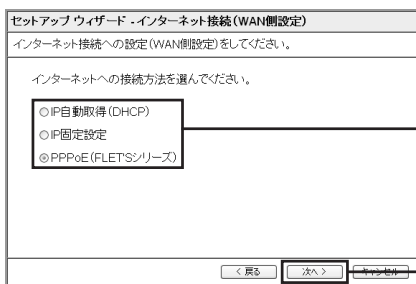 セットアップ ウィザード - インターネット接続(WAN側設定)
インターネット接続への設定(WAN側設定)をしてください。
インターネットへの接続方法を選んでください。
IP自動取得(DHCP)
IP固定設定
PPPoE(FLET'Sシリーズ)
< 戻る 次へ > キャンセル